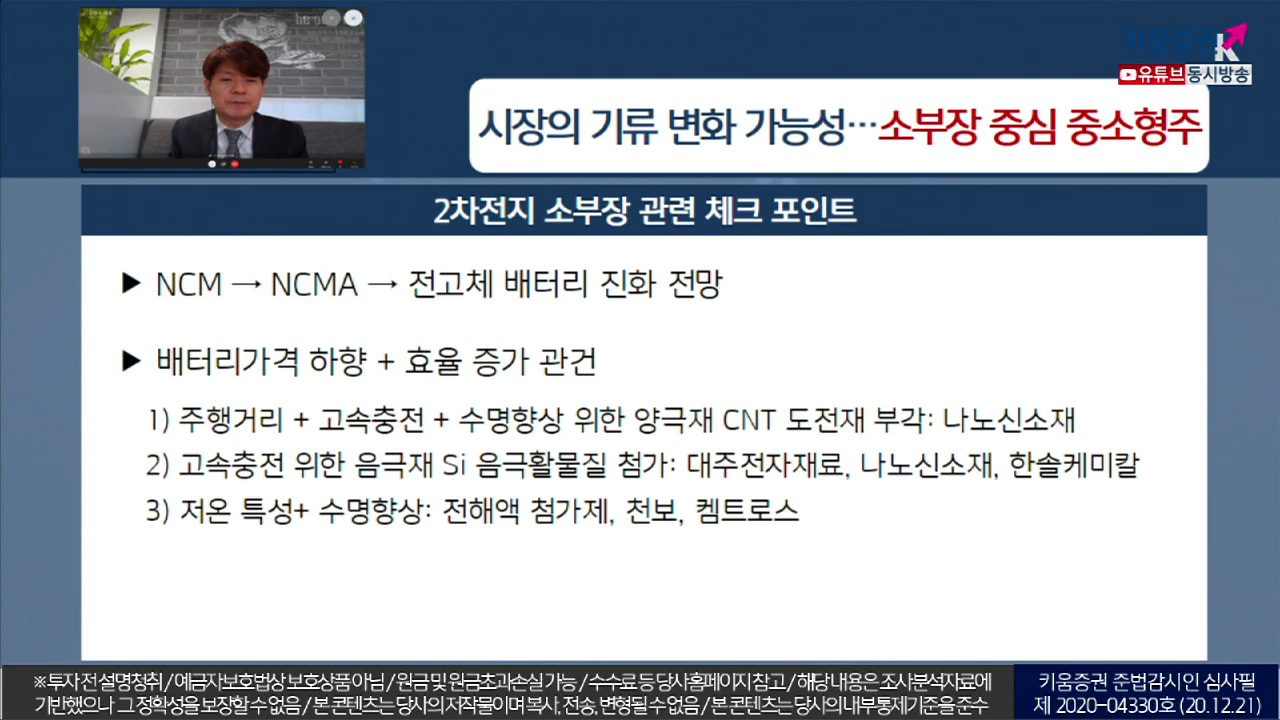 키움증권
유튜브 동시방송
시장의 기류 변화 가능성…소부장 중심 중소형주
2차전지 소부장 관련 체크 포인트
▶ NCM → NCMA → 전고체 배터리 진화 전망
▶ 배터리가격 하향 + 효율 증가 관건
1) 주행거리 + 고속충전 + 수명향상 위한 양극재 CNT 도전재 부각: 나노신소재
2) 고속충전 위한 음극재 Si 음극활물질 첨가: 대주전자재료, 나노신소재, 한솔케미칼
3) 저온 특성+ 수명향상: 전해액 첨가제, 천보, 켐트로스
※ 투자 전 설명청취 / 예금자보호법상 보호상품 아님 / 원금 및 원금초과손실 가능 / 수수료 등 당사홈페이지 참고 / 해당 내용은 조사분석자료에
기반했으나 그 정확성을 보장할 수 없음 / 본 콘텐츠는 당사의 저작물이며 복사, 전송, 변형될 수 없음 / 본 콘텐츠는 당사의 내부통제기준을 준수
키움증권 준법감시인 심사필
제 2020-04330호 (20.12.21)